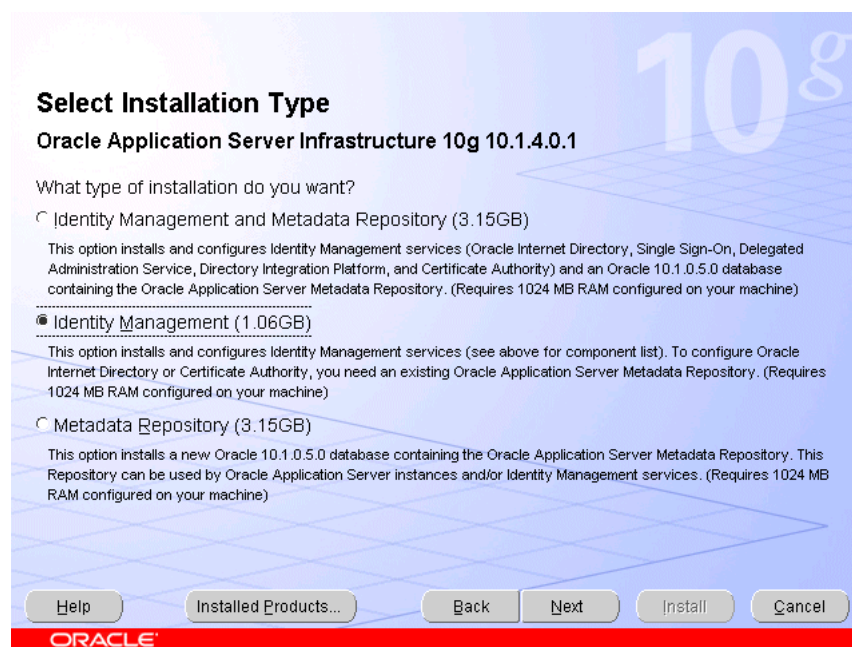 10g
Select Installation Type
Oracle Application Server Infrastructure 10g 10.1.4.0.1
What type of installation do you want?
Identity Management and Metadata Repository (3.15GB)
This option installs and configures Identity Management services (Oracle Internet Directory, Single Sign-On, Delegated
Administration Service, Directory Integration Platform, and Certificate Authority) and an Oracle 10.1.0.5.0 database
containing the Oracle Application Server Metadata Repository. (Requires 1024 MB RAM configured on your machine)
Identity Management (1.06GB)
This option installs and configures Identity Management services (see above for component list). To configure Oracle
Internet Directory or Certificate Authority, you need an existing Oracle Application Server Metadata Repository. (Requires
1024 MB RAM configured on your machine)
Metadata Repository (3.15GB)
This option installs a new Oracle 10.1.0.5.0 database containing the Oracle Application Server Metadata Repository. This
Repository can be used by Oracle Application Server instances and/or Identity Management services. (Requires 1024 MB
RAM configured on your machine)
Help Installed Products... Back Next Install Cancel
ORACLE